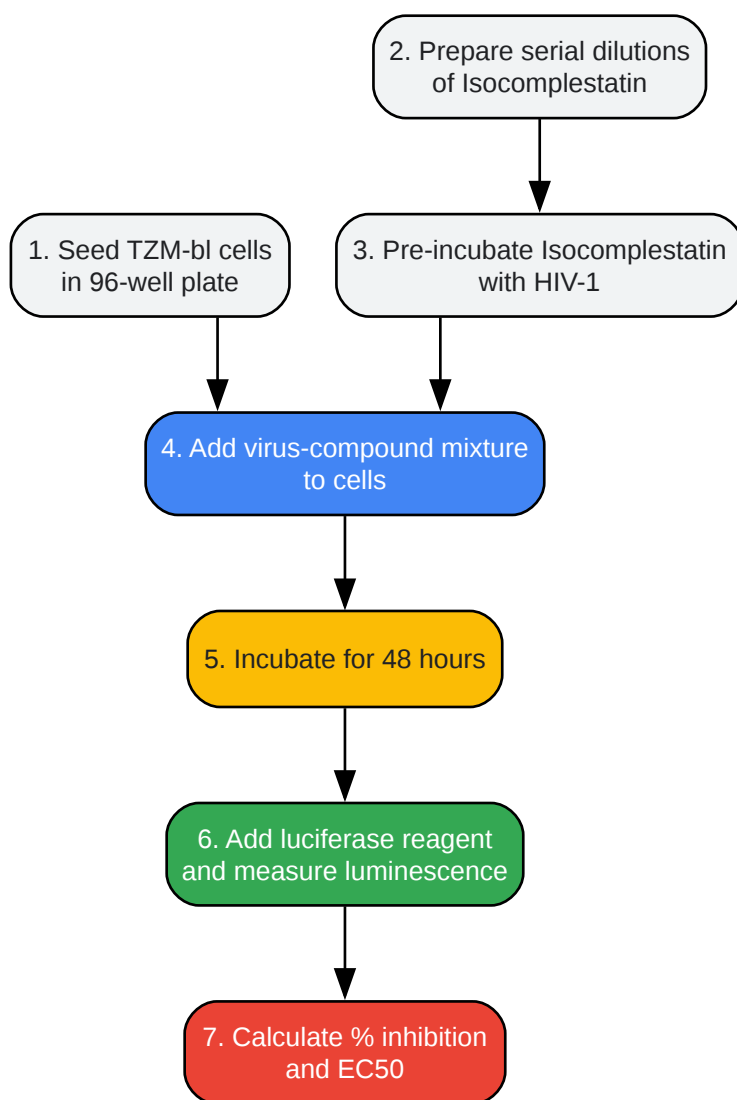 2. Prepare serial dilutions
of Isocomplestatin
1. Seed TZM-bl cells
in 96-well plate
3. Pre-incubate Isocomplestatin
with HIV-1
4. Add virus-compound mixture
to cells
5. Incubate for 48 hours
6. Add luciferase reagent
and measure luminescence
7. Calculate % inhibition
and EC50